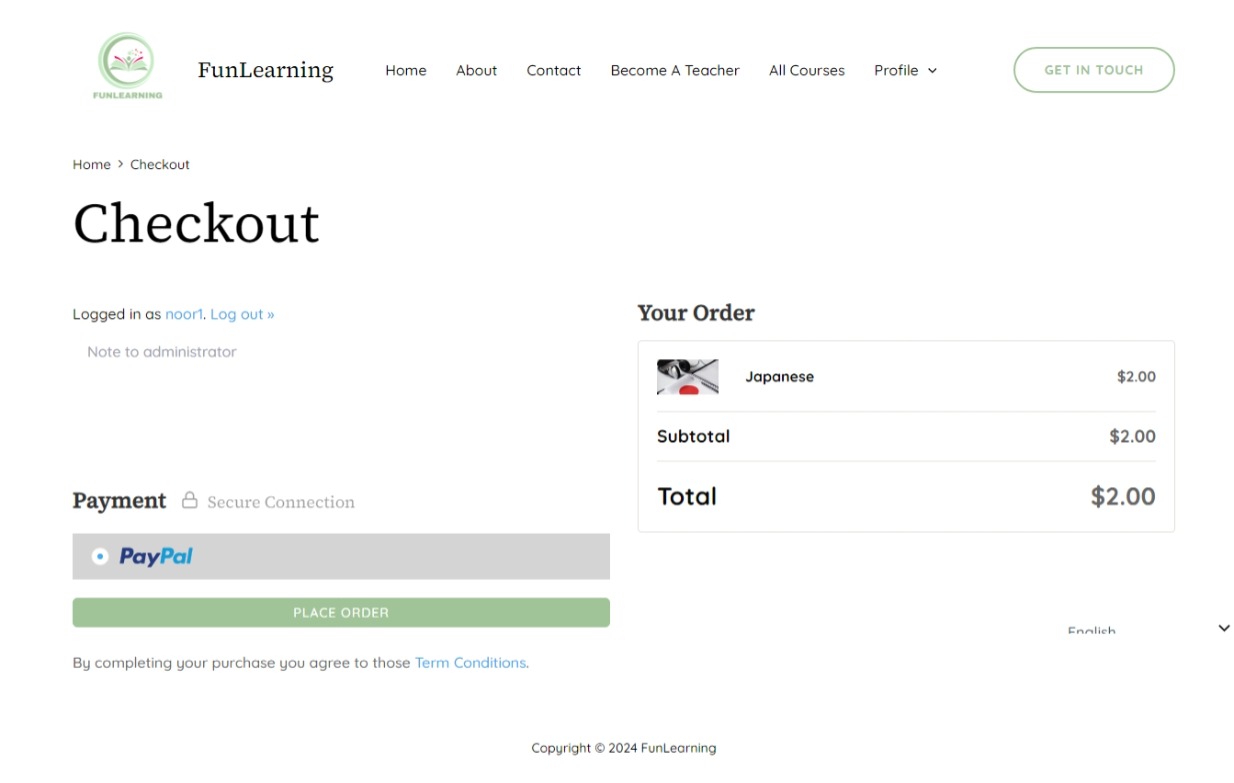 FUNLEARNING
FunLearning
Home
About
Contact
Become A Teacher
All Courses
Profile
GET IN TOUCH
Home > Checkout
Checkout
Logged in as noor1. Log out »
Note to administrator
Payment
Secure Connection
PayPal
PLACE ORDER
By completing your purchase you agree to those Term Conditions.
Your Order
Japanese $2.00
Subtotal $2.00
Total $2.00
English
Copyright © 2024 FunLearning